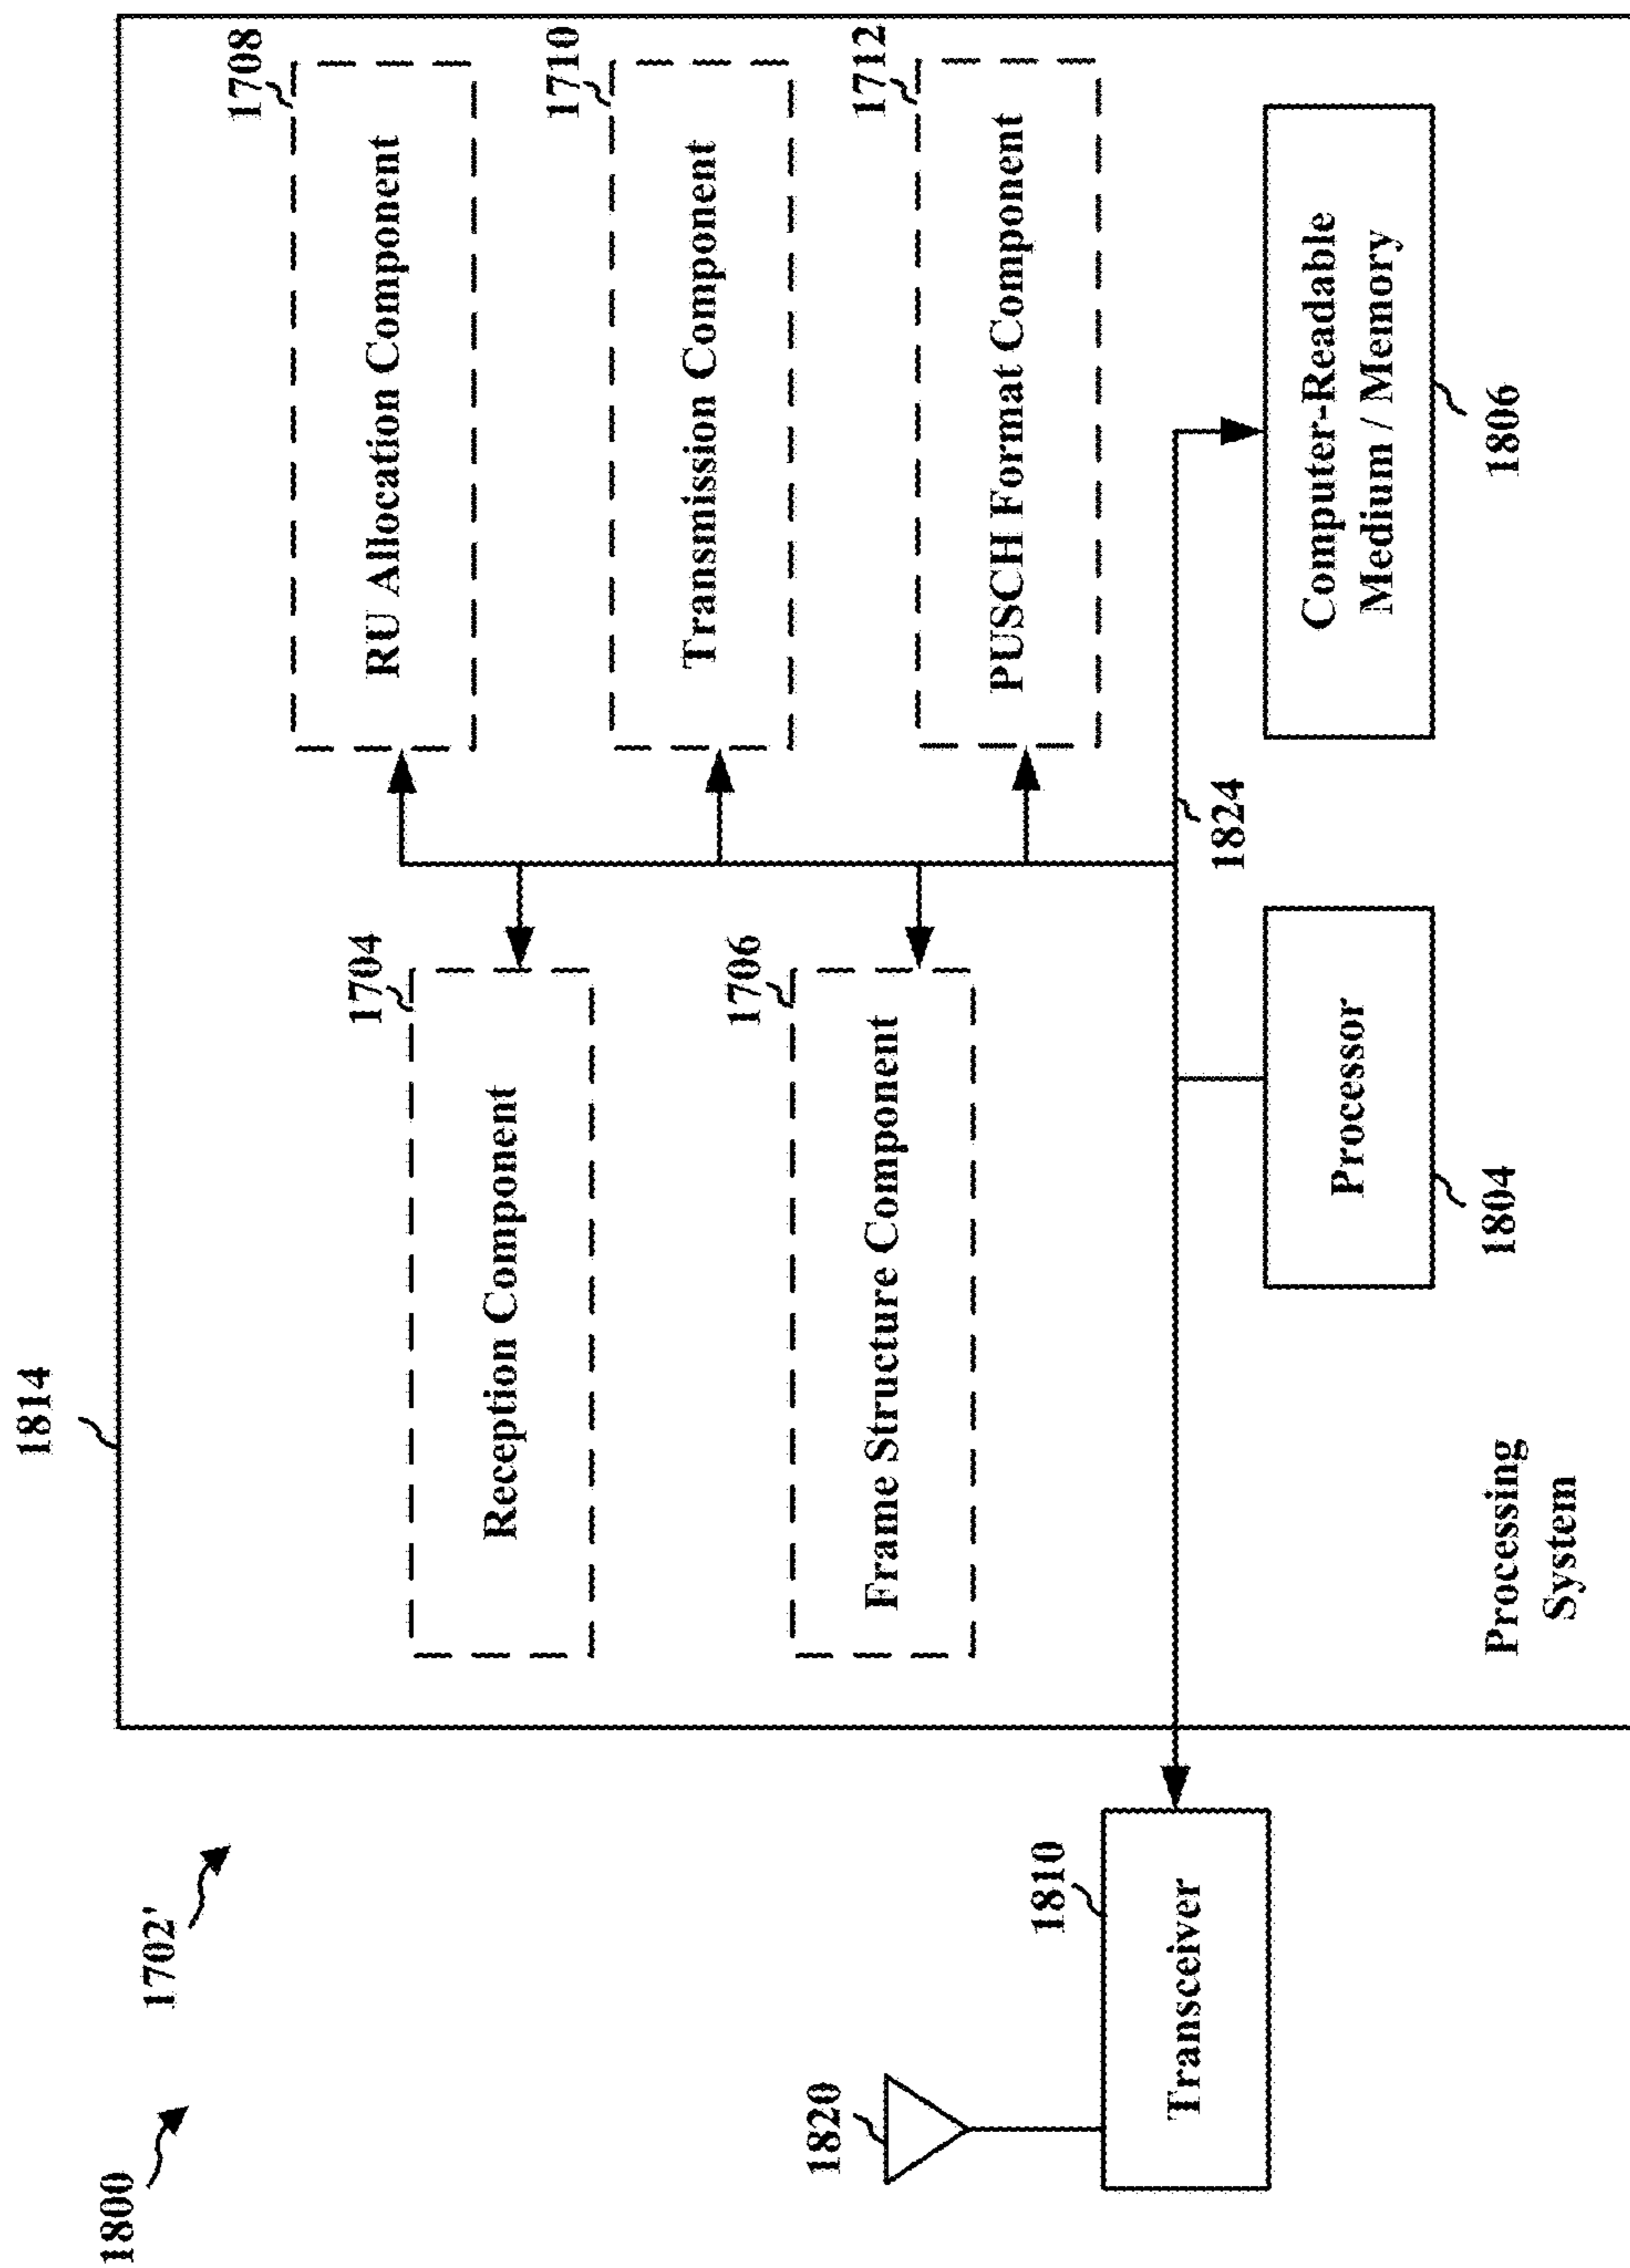 1800
1702'
1814
1704
Reception Component
1706
Frame Structure Component
1708
RU Allocation Component
1710
Transmission Component
1712
PUSCH Format Component
1820
1810
Transceiver
1824
Processor
1804
Computer-Readable
Medium / Memory
1806
Processing
System